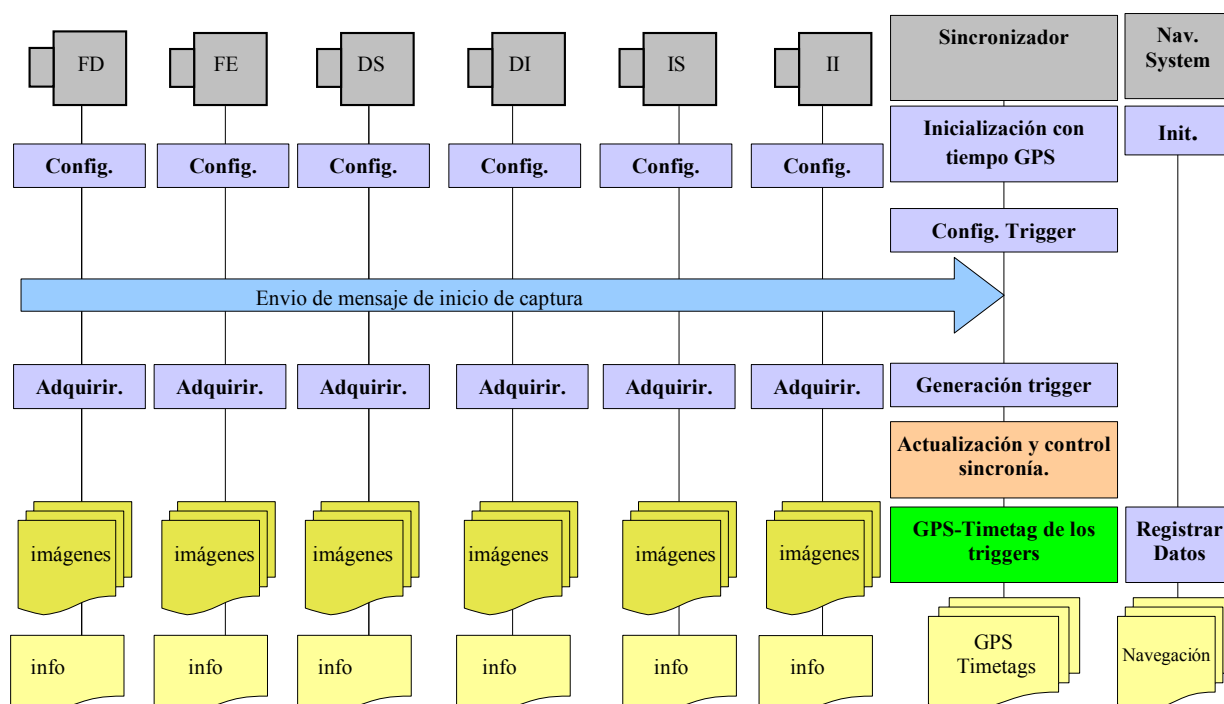 FD
FE
DS
DI
IS
II
Sincronizador
Nav.
System
Config.
Config.
Config.
Config.
Config.
Config.
Inicialización con
tiempo GPS
Init.
Config. Trigger
Envio de mensaje de inicio de captura
Adquirir.
Adquirir.
Adquirir.
Adquirir.
Adquirir.
Adquirir.
Generación trigger
Actualización y control
sincronía.
imágenes
imágenes
imágenes
imágenes
imágenes
imágenes
GPS-Timetag de los
triggers
Registrar
Datos
info
info
info
info
info
info
GPS
Timetags
Navegación